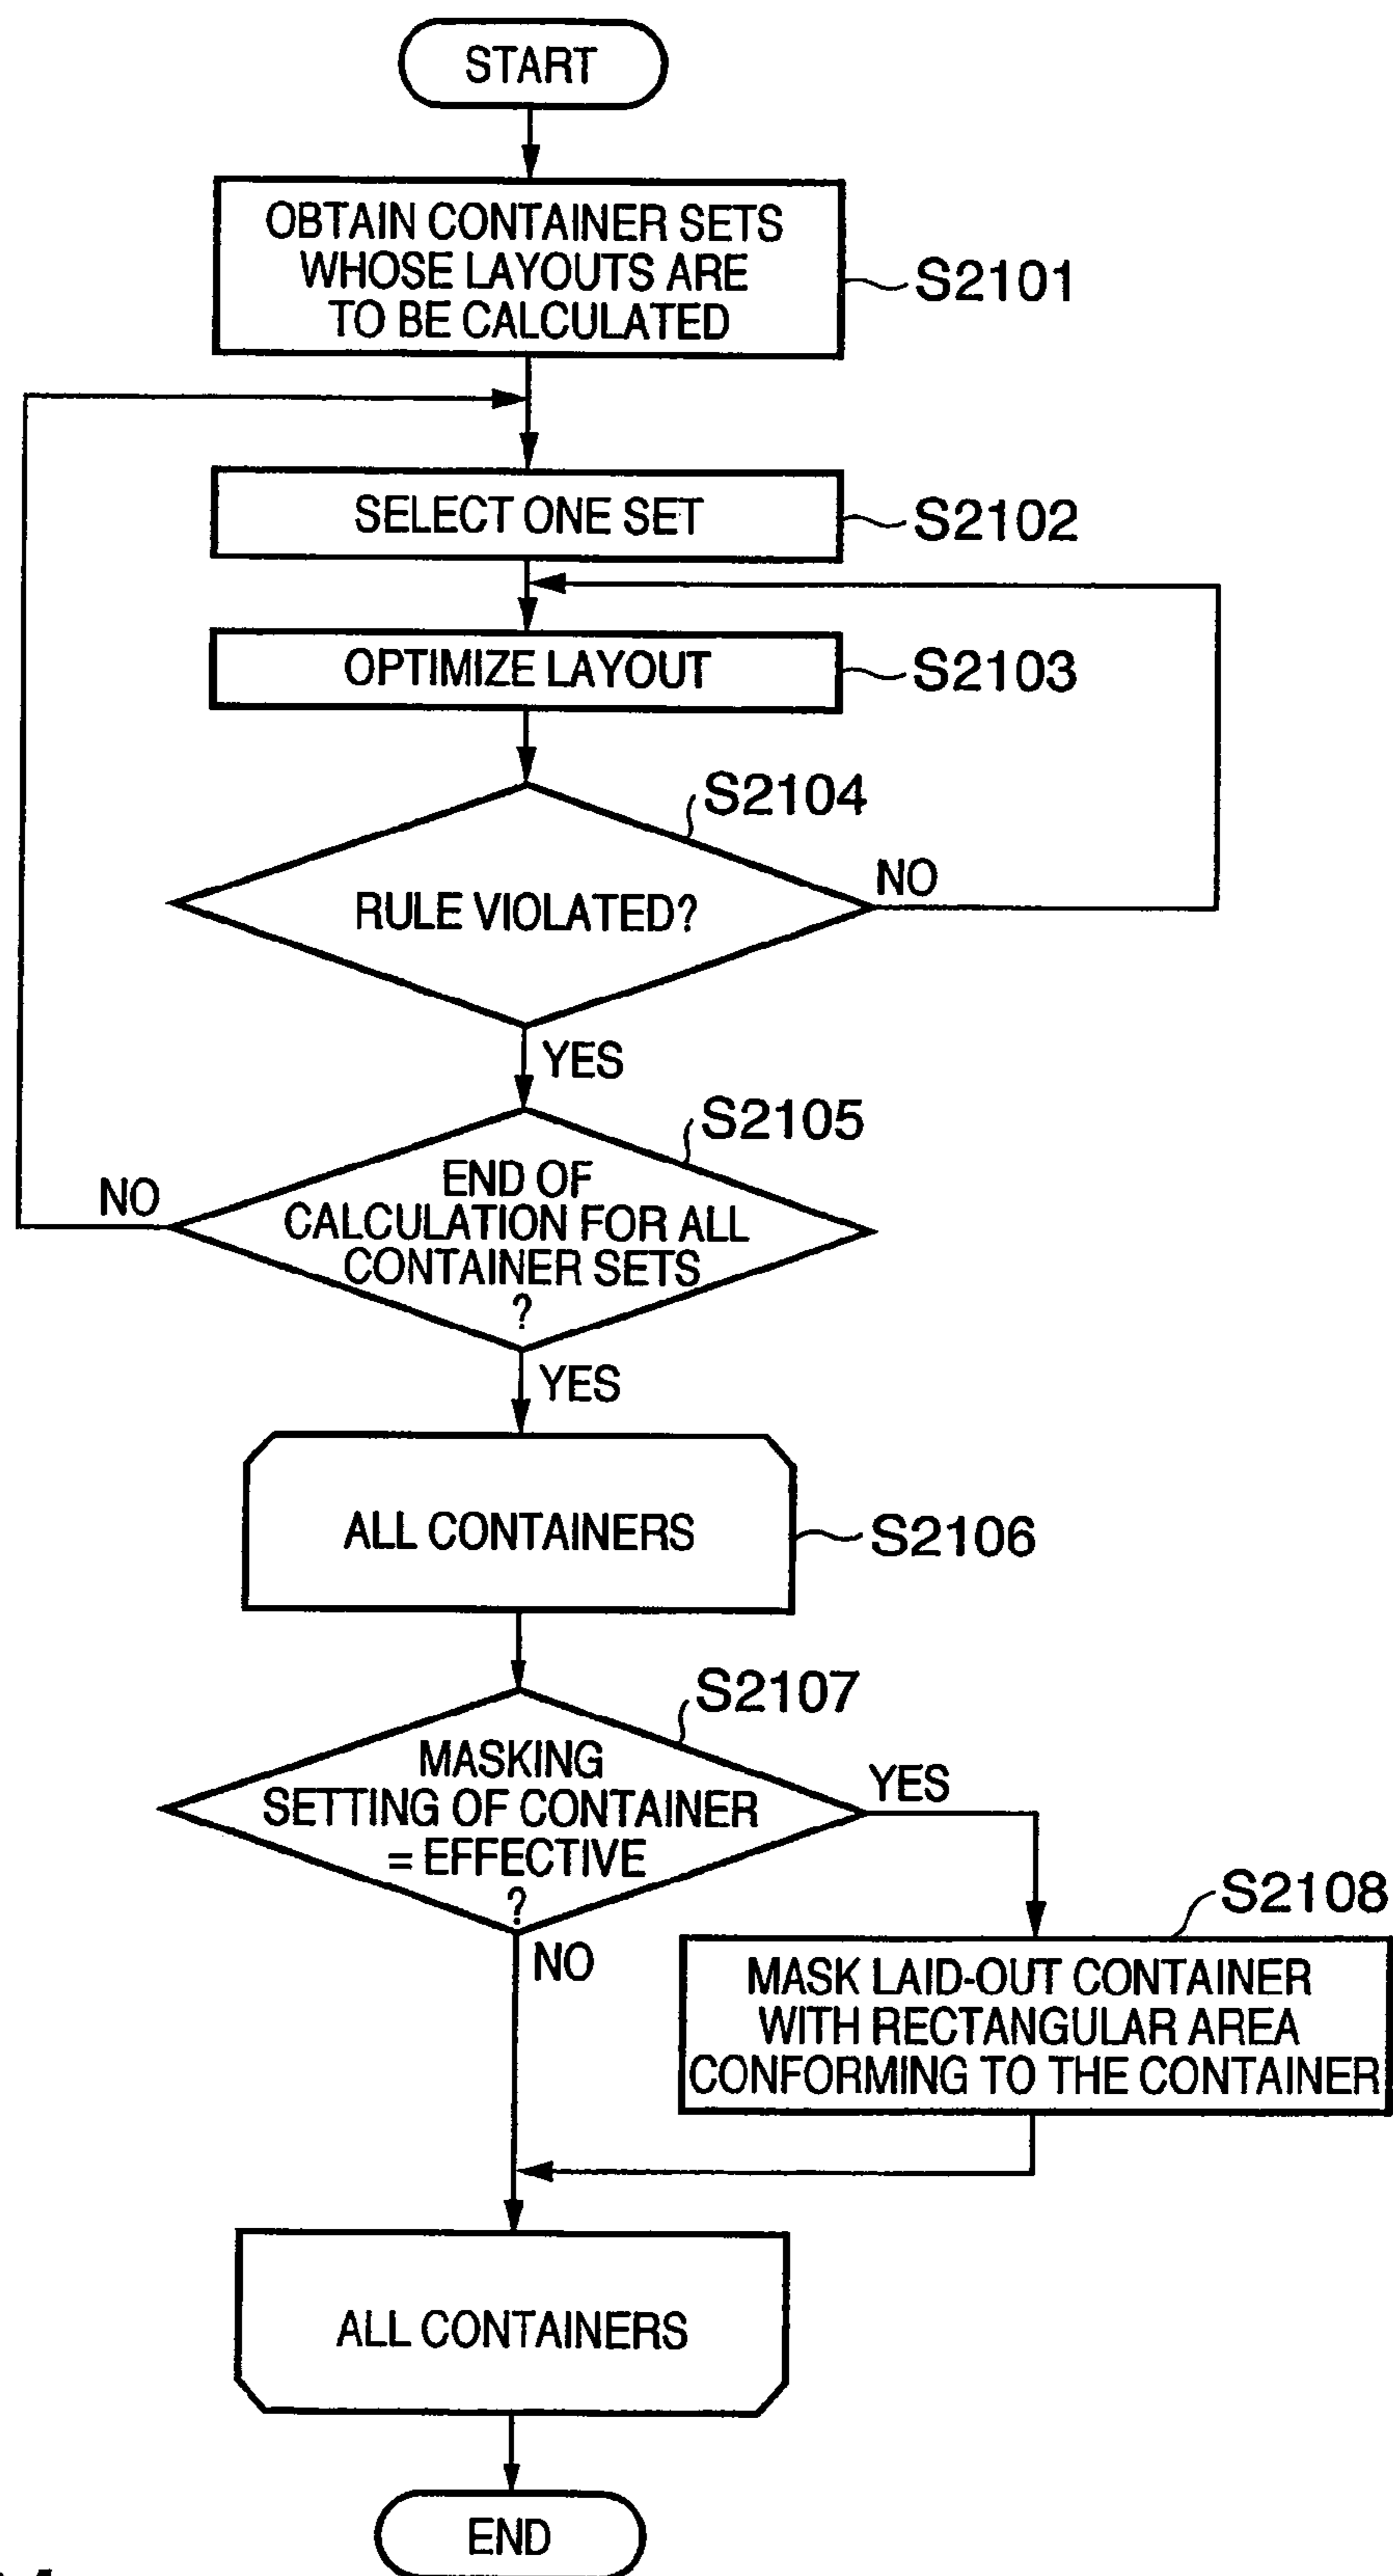 START
OBTAIN CONTAINER SETS
WHOSE LAYOUTS ARE
TO BE CALCULATED
S2101
SELECT ONE SET
S2102
OPTIMIZE LAYOUT
S2103
S2104
RULE VIOLATED?
NO
YES
S2105
END OF
CALCULATION FOR ALL
CONTAINER SETS
?
NO
YES
ALL CONTAINERS
S2106
S2107
MASKING
SETTING OF CONTAINER
= EFFECTIVE
?
YES
NO
S2108
MASK LAID-OUT CONTAINER
WITH RECTANGULAR AREA
CONFORMING TO THE CONTAINER
ALL CONTAINERS
END